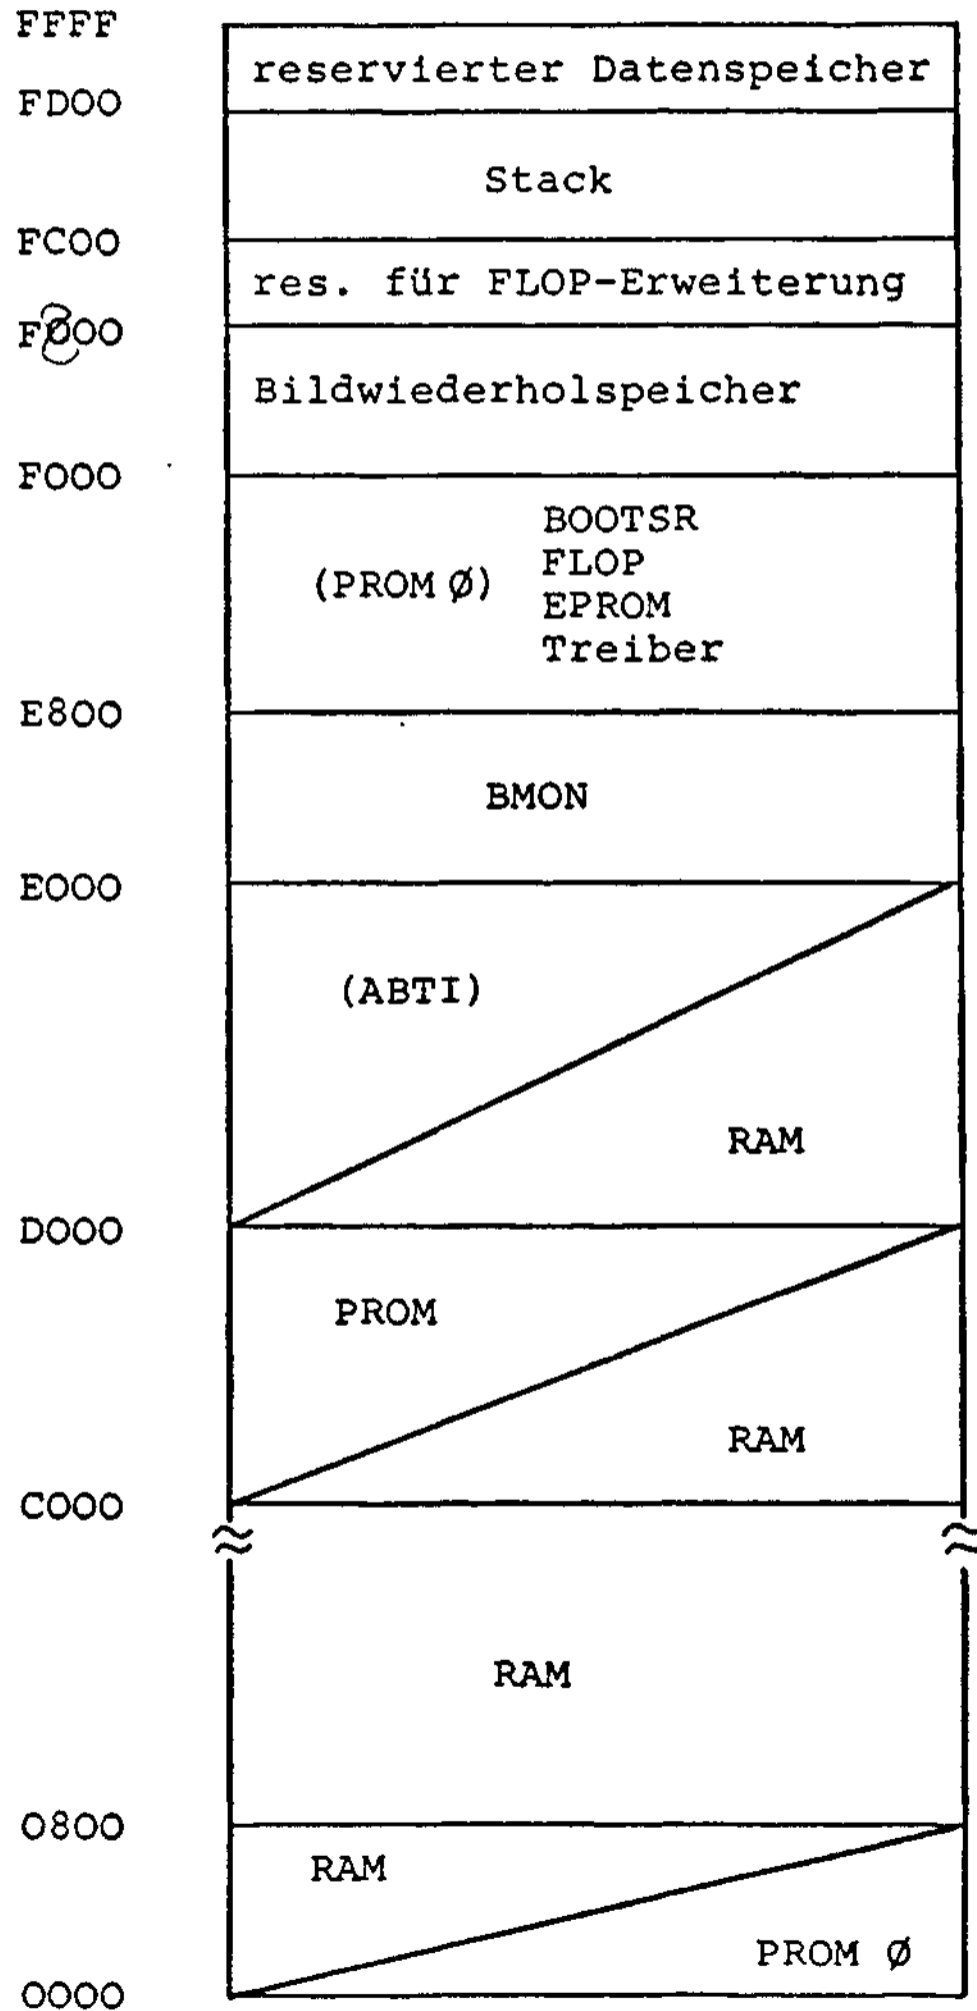 FFFF
reservierter Datenspeicher
FD00
Stack
FC00
res. für FLOP-Erweiterung
F800
Bildwiederholspeicher
F000
BOOTSR
FLOP
(PROM Ø)
EPROM
Treiber
E800
BMON
E000
(ABTI)
RAM
D000
PROM
RAM
C000
RAM
0800
RAM
PROM Ø
0000